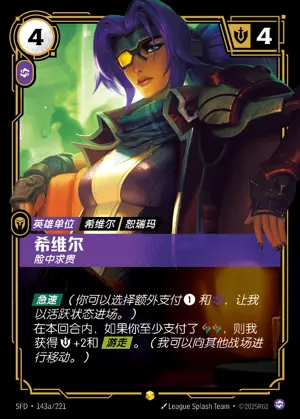 4
4
英雄单位 希维尔 恕瑞玛
希维尔
险中求贵
急速 (你可以选择额外支付1和 , 让我
以活跃状态进场。)
在本回合内, 如果你至少支付了 , 则我
获得 +2和 游走 。(我可以向其他战场进
行移动。)
SFD • 143a/221
League Splash Team • ©2025RGI